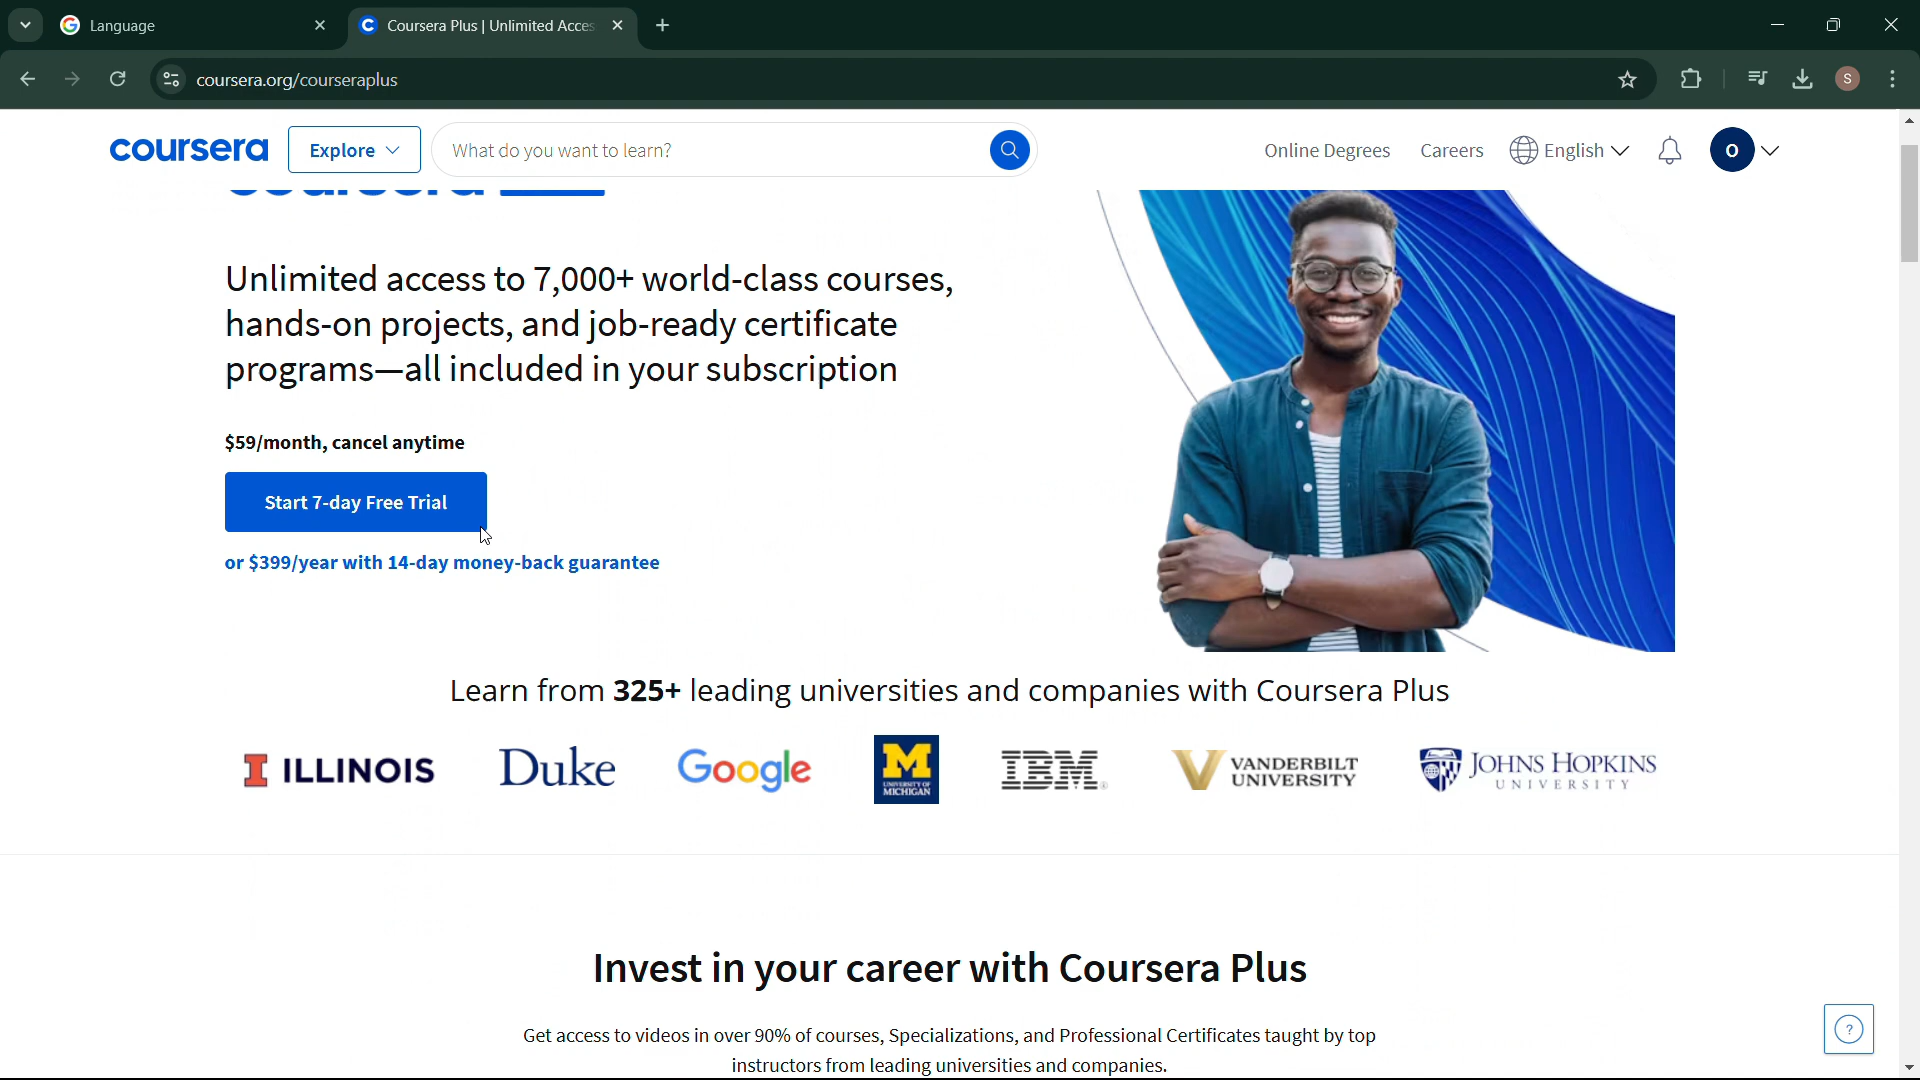 Language
Coursera Plus | Unlimited Acces
coursera.org/courseraplus
S
coursera
Explore
What do you want to learn?
Online Degrees
Careers
English
O
Unlimited access to 7,000+ world-class courses,
hands-on projects, and job-ready certificate
programs—all included in your subscription
$59/month, cancel anytime
Start 7-day Free Trial
or $399/year with 14-day money-back guarantee
Learn from 325+ leading universities and companies with Coursera Plus
I ILLINOIS
Duke
Google
M
UNIVERSITY OF
MICHIGAN
IBM®
V VANDERBILT
UNIVERSITY
JOHNS HOPKINS
UNIVERSITY
Invest in your career with Coursera Plus
Get access to videos in over 90% of courses, Specializations, and Professional Certificates taught by top
instructors from leading universities and companies.
?